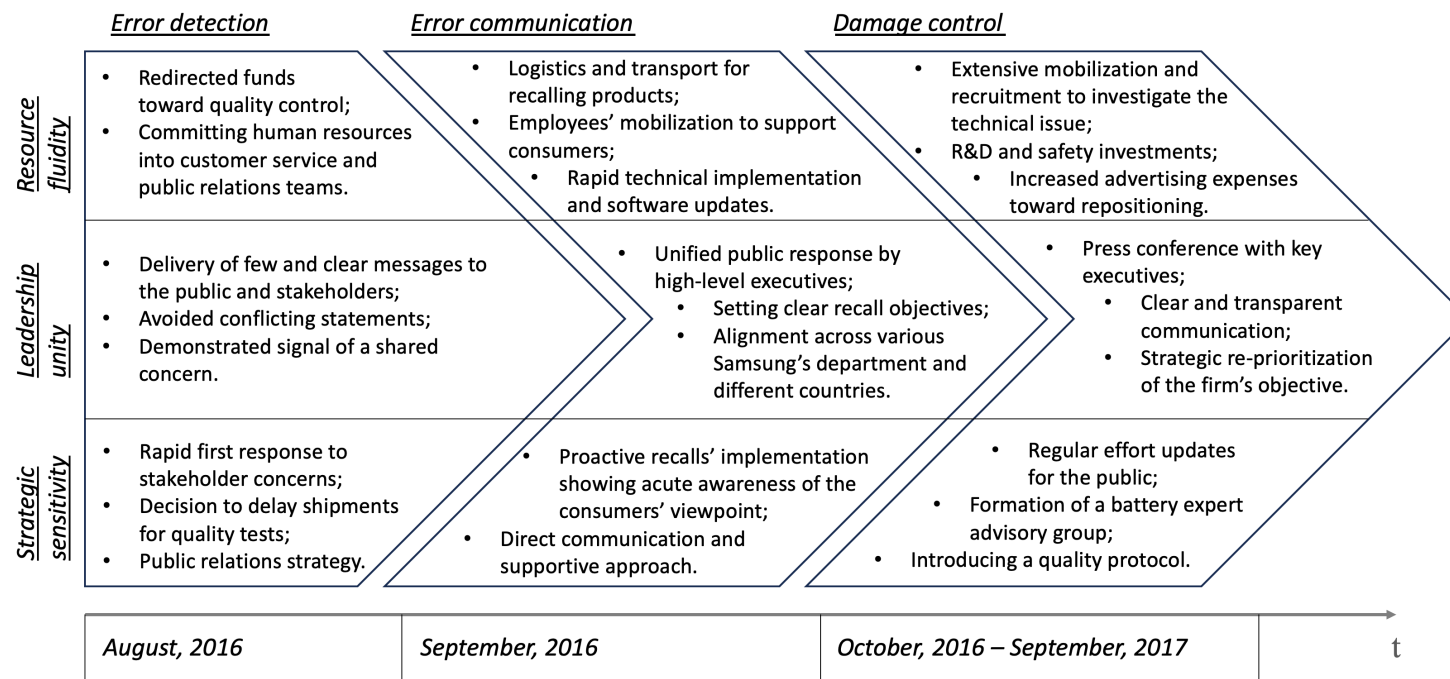 Error detection
Error communication
Damage control
Resource
fluidity
• Redirected funds
toward quality control;
• Committing human resources
into customer service and
public relations teams.
• Logistics and transport for
recalling products;
• Employees’ mobilization to support
consumers;
• Rapid technical implementation
and software updates.
• Extensive mobilization and
recruitment to investigate the
technical issue;
• R&D and safety investments;
• Increased advertising expenses
toward repositioning.
Leadership
unity
• Delivery of few and clear messages to
the public and stakeholders;
• Avoided conflicting statements;
• Demonstrated signal of a shared
concern.
• Unified public response by
high-level executives;
• Setting clear recall objectives;
• Alignment across various
Samsung’s department and
different countries.
• Press conference with key
executives;
• Clear and transparent
communication;
• Strategic re-prioritization
of the firm’s objective.
Strategic
sensitivity
• Rapid first response to
stakeholder concerns;
• Decision to delay shipments
for quality tests;
• Public relations strategy.
• Proactive recalls’ implementation
showing acute awareness of the
consumers’ viewpoint;
• Direct communication and
supportive approach.
• Regular effort updates
for the public;
• Formation of a battery expert
advisory group;
• Introducing a quality protocol.
August, 2016
September, 2016
October, 2016 – September, 2017
t